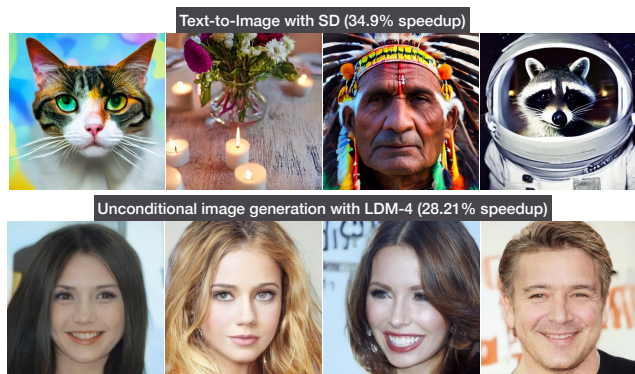 Text-to-Image with SD (34.9% speedup)
Unconditional image generation with LDM-4 (28.21% speedup)